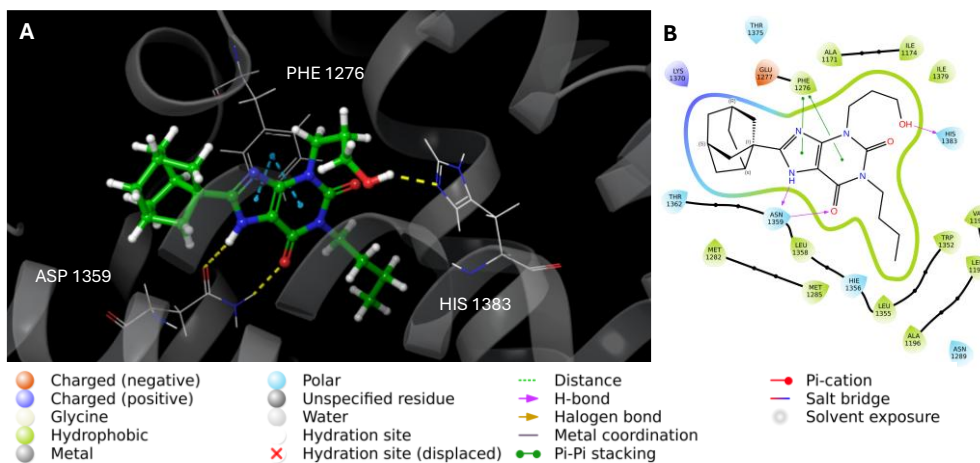 A
PHE 1276
ASP 1359
HIS 1383
B
THR
1375
ALA
1171
ILE
1174
ILE
1379
LYS
1370
GLU
1277
PHE
1276
OH
HIS
1383
N
N
O
N
H
N
O
THR
1362
ASN
1359
LEU
1358
MET
1282
MET
1285
HIE
1356
LEU
1355
TRP
1352
ALA
1196
ASN
1289
Charged (negative)
Charged (positive)
Glycine
Hydrophobic
Metal
Polar
Unspecified residue
Water
Hydration site
Hydration site (displaced)
Distance
H-bond
Halogen bond
Metal coordination
Pi-Pi stacking
Pi-cation
Salt bridge
Solvent exposure